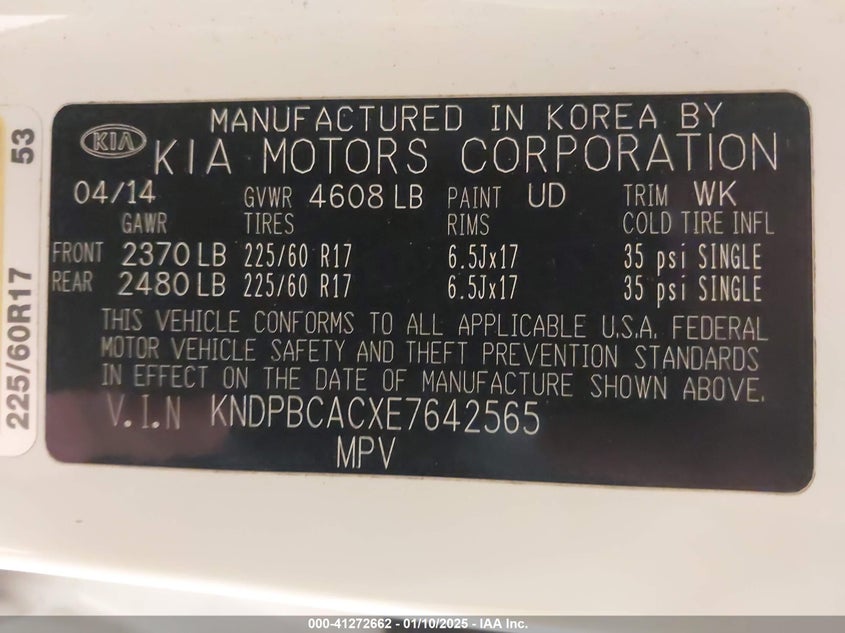 MANUFACTURED IN KOREA BY
KIA KIA MOTORS CORPORATION
04/14 GVWR 4608 LB PAINT UD TRIM WK
GAWR TIRES RIMS COLD TIRE INFL
FRONT 2370 LB 225/60 R17 6.5Jx17 35 psi SINGLE
REAR 2480 LB 225/60 R17 6.5Jx17 35 psi SINGLE
THIS VEHICLE CONFORMS TO ALL APPLICABLE U.S.A. FEDERAL
MOTOR VEHICLE SAFETY AND THEFT PREVENTION STANDARDS
IN EFFECT ON THE DATE OF MANUFACTURE SHOWN ABOVE.
V.I.N KNDPBCACXE7642565
MPV
225/60R17 53
000-41272662 - 01/10/2025 - IAA Inc.